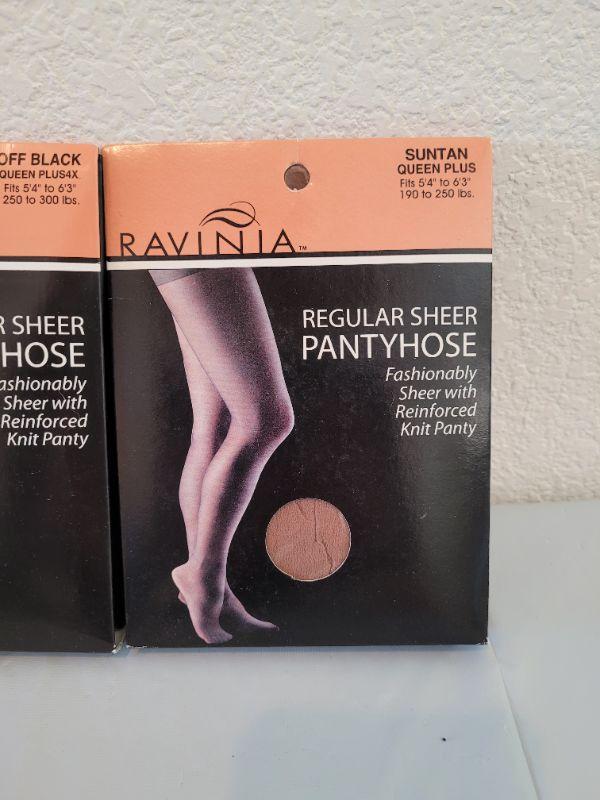 OFF BLACK
QUEEN PLUS4X
Fits 5'4" to 6'3"
250 to 300 lbs.
R SHEER
HOSE
ashionably
Sheer with
Reinforced
Knit Panty
SUNTAN
QUEEN PLUS
Fits 5'4" to 6'3"
190 to 250 lbs.
RAVINIA™
REGULAR SHEER
PANTYHOSE
Fashionably
Sheer with
Reinforced
Knit Panty